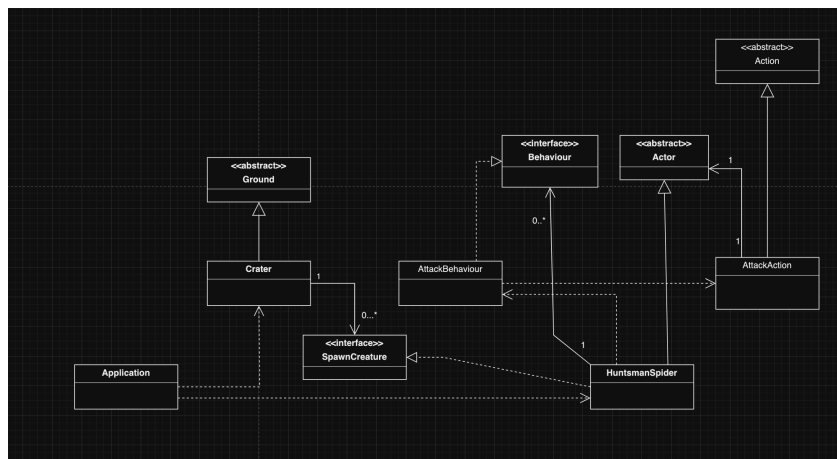 <<abstract>>
Action
<<interface>>
Behaviour
<<abstract>>
Actor
1
<<abstract>>
Ground
0..*
1
Crater
1
AttackBehaviour
AttackAction
0...*
<<interface>>
SpawnCreature
1
Application
HuntsmanSpider